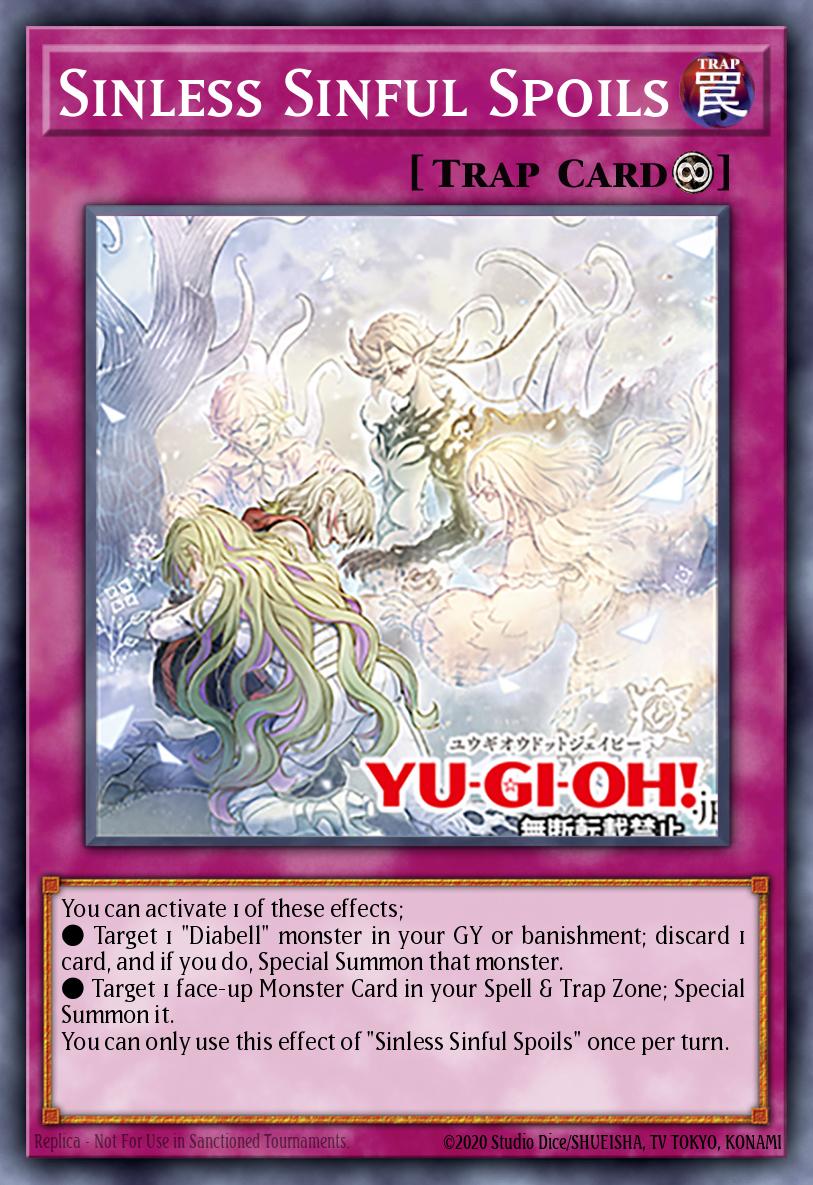 Sinless Sinful Spoils
TRAP
罠
[ Trap Card ]
ユウギオウドットジェイピー
YU-GI-OH!
.JP
無断転載禁止
You can activate 1 of these effects;
● Target 1 "Diabell" monster in your GY or banishment; discard 1
card, and if you do, Special Summon that monster.
● Target 1 face-up Monster Card in your Spell & Trap Zone; Special
Summon it.
You can only use this effect of "Sinless Sinful Spoils" once per turn.
Replica - Not For Use in Sanctioned Tournaments.
©2020 Studio Dice/SHUEISHA, TV TOKYO, KONAMI